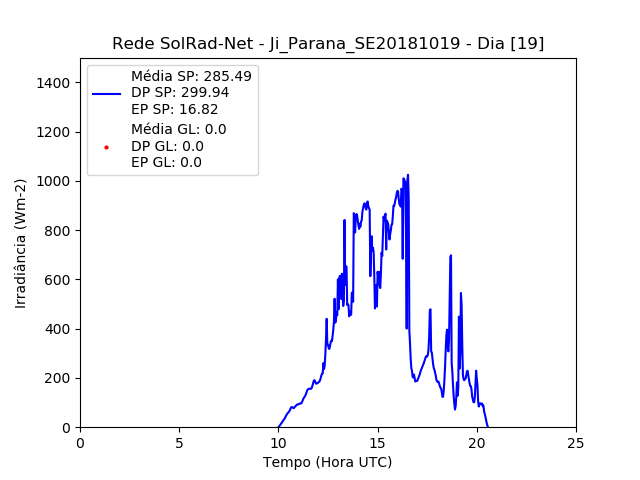 Rede SolRad-Net - Ji_Parana_SE20181019 - Dia [19]
Média SP: 285.49
DP SP: 299.94
EP SP: 16.82
Média GL: 0.0
DP GL: 0.0
EP GL: 0.0
Irradiância (Wm-2)
1400
1200
1000
800
600
400
200
0
0 5 10 15 20 25
Tempo (Hora UTC)